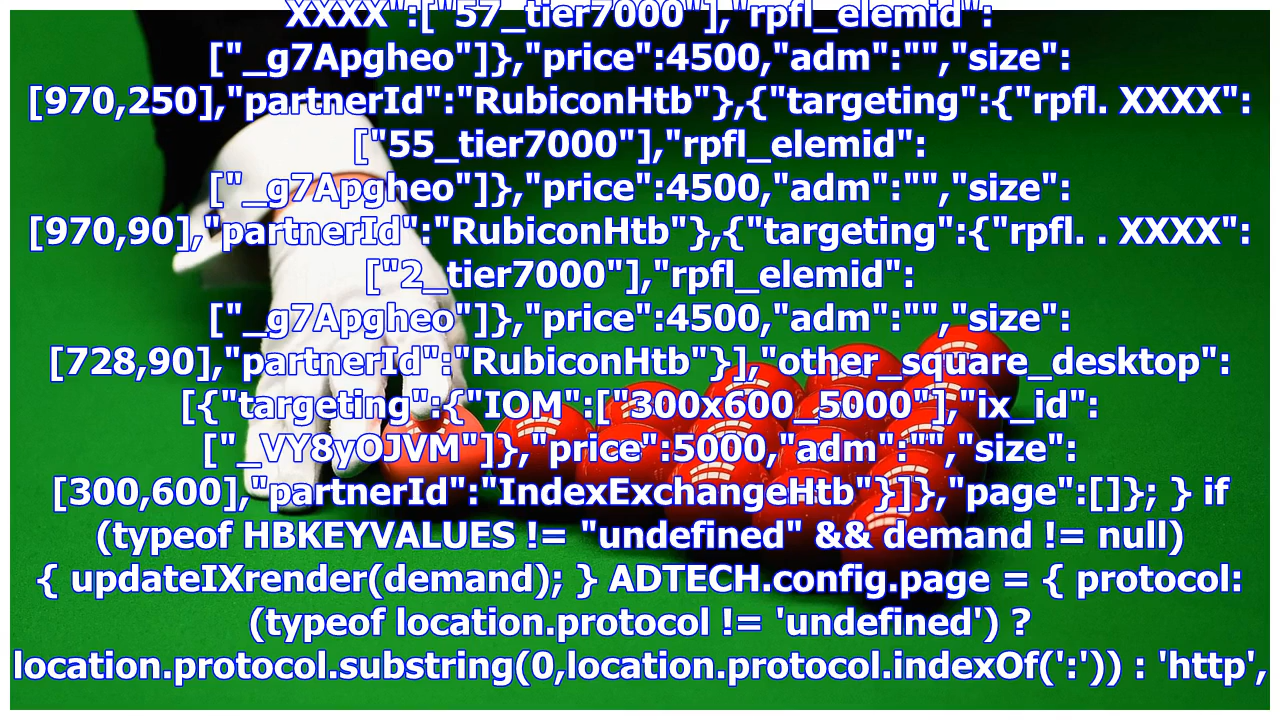 XXXX":["57_tier7000"],"rpfl_elemid":
["_g7Apgheo"]},"price":4500,"adm":"","size":
[970,250],"partnerId":"RubiconHtb"},{"targeting":{"rpfl. XXXX":
["55_tier7000"],"rpfl_elemid":
["_g7Apgheo"]},"price":4500,"adm":"","size":
[970,90],"partnerId":"RubiconHtb"},{"targeting":{"rpfl. . XXXX":
["2_tier7000"],"rpfl_elemid":
["_g7Apgheo"]},"price":4500,"adm":"","size":
[728,90],"partnerId":"RubiconHtb"}],"other_square_desktop":
[{"targeting":{"IOM":["300x600_5000"],"ix_id":
["_VY8yOJVM"]},"price":5000,"adm":"","size":
[300,600],"partnerId":"IndexExchangeHtb"}]},"page":[]}; } if
(typeof HBKEYVALUES != "undefined" && demand != null)
{ updateIXrender(demand); } ADTECH.config.page = { protocol:
(typeof location.protocol != 'undefined') ?
location.protocol.substring(0,location.protocol.indexOf(':')) : 'http',